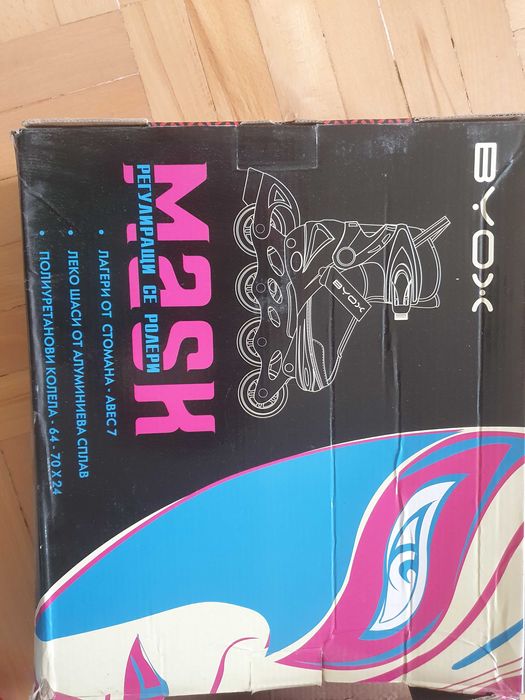 BYOX
BYOX
MASK
РЕГУЛИРАЩИ СЕ РОЛЕРИ
• ЛАГЕРИ ОТ СТОМАНА - ABEC 7
• ЛЕКО ШАСИ ОТ АЛУМИНИЕВА СПЛАВ
• ПОЛИУРЕТАНОВИ КОЛЕЛА - 64 - 70 X 24